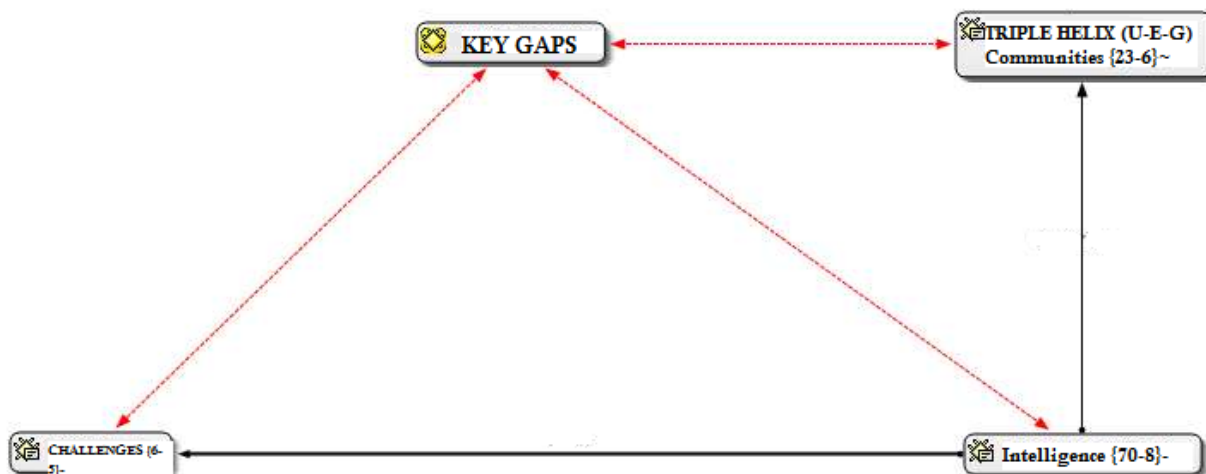 KEY GAPS
TRIPLE HELIX (U-E-G)
Communities {23-6}~
CHALLENGES {6-
5}-
Intelligence {70-8}-